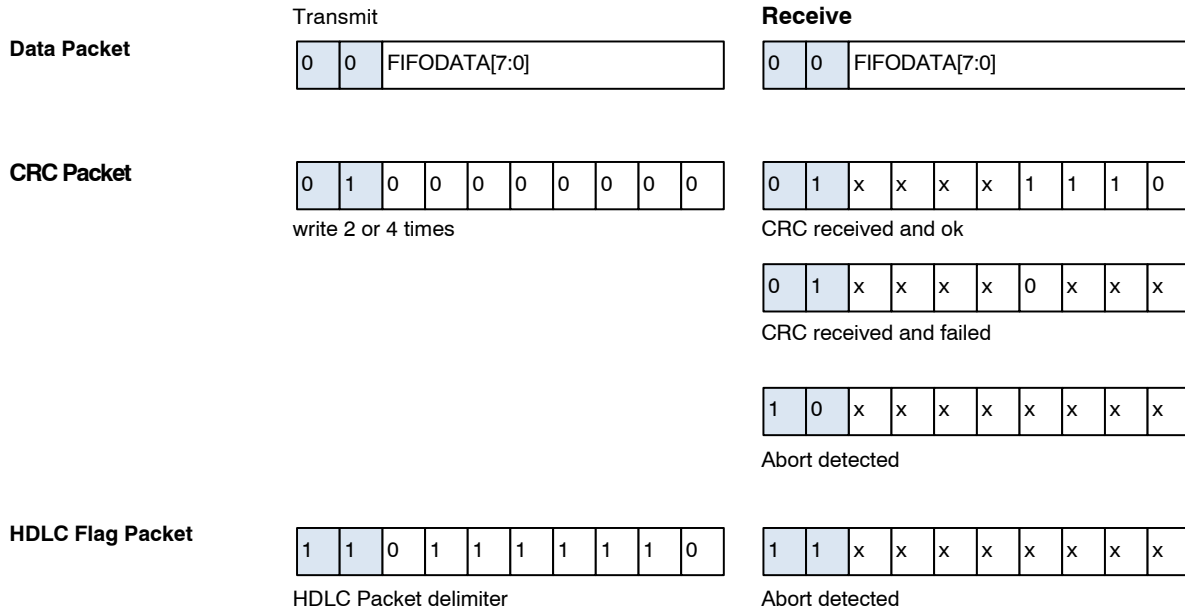 Transmit Receive
Data Packet 0 0 FIFODATA[7:0] 0 0 FIFODATA[7:0]
CRC Packet 0 1 0 0 0 0 0 0 0 0 0 1 x x x x 1 1 1 0
write 2 or 4 times CRC received and ok
0 1 x x x x 0 x x x
CRC received and failed
1 0 x x x x x x x x
Abort detected
HDLC Flag Packet 1 1 0 1 1 1 1 1 1 0 1 1 x x x x x x x x
HDLC Packet delimiter Abort detected